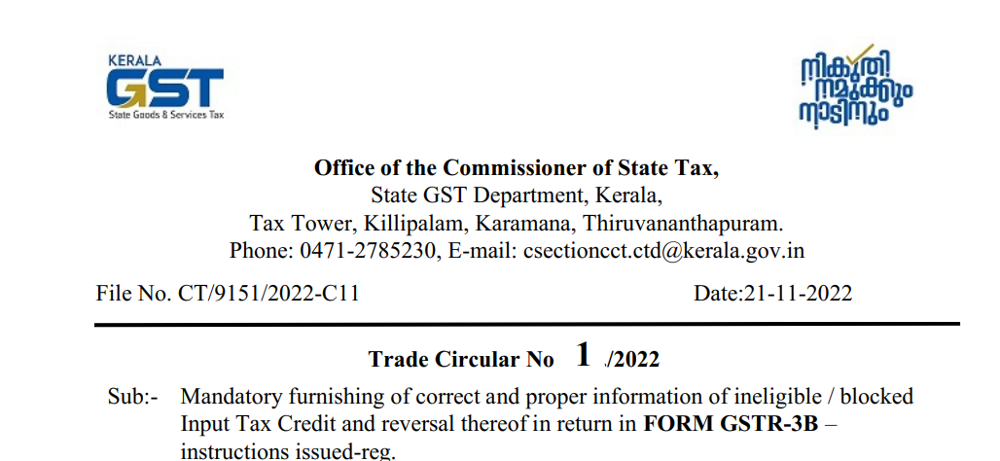 KERALA
GST
State Goods & Services Tax
നികുതി
നമുക്കും
നാടിനും
Office of the Commissioner of State Tax,
State GST Department, Kerala,
Tax Tower, Killipalam, Karamana, Thiruvananthapuram.
Phone: 0471-2785230, E-mail: csectioncct.ctd@kerala.gov.in
File No. CT/9151/2022-C11 Date:21-11-2022
Trade Circular No 1 /2022
Sub:- Mandatory furnishing of correct and proper information of ineligible / blocked
Input Tax Credit and reversal thereof in return in FORM GSTR-3B –
instructions issued-reg.